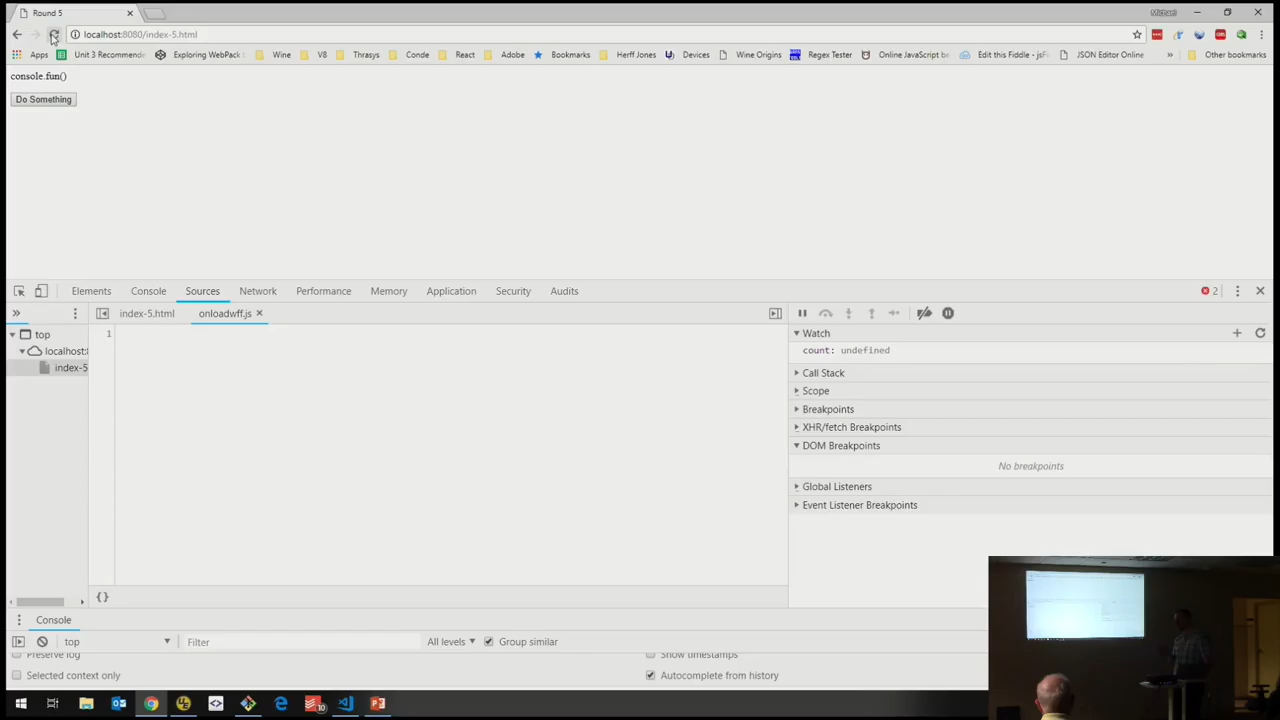 Round 5
Michael
localhost:8080/index-5.html
Apps Unit 3 Recommende Exploring WebPack Wine V8 Thrasys Conde React Adobe Bookmarks Herff Jones Devices Wine Origins Regex Tester Online JavaScript be Edit this Fiddle - jsF JSON Editor Online » Other bookmarks
console.fun()
Do Something
Elements Console Sources Network Performance Memory Application Security Audits 2
» index-5.html onloadwff.js
top
localhost:
index-5
1
Watch
count: undefined
Call Stack
Scope
Breakpoints
XHR/fetch Breakpoints
DOM Breakpoints
No breakpoints
Global Listeners
Event Listener Breakpoints
{}
Console
top Filter All levels Group similar
Preserve log Show timestamps
Selected context only Autocomplete from history
10